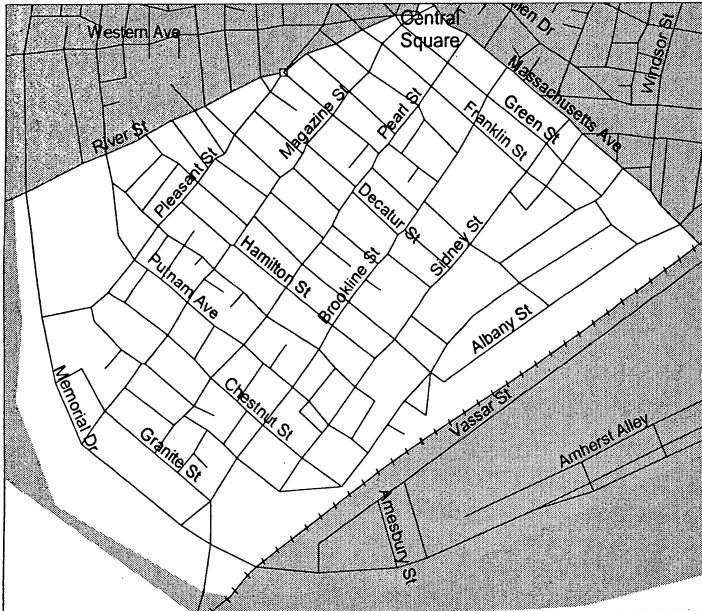 Central
Square
Western Ave
Windsor St
Massachusetts Ave
Green St
Franklin St
Magazine St
Pearl St
River St
Pleasant St
Decatur St
Sidney St
Hamilton St
Brookline St
Putnam Ave
Albany St
Memorial Dr
Chestnut St
Granite St
Vassar St
Amherst Alley
Amesbury St